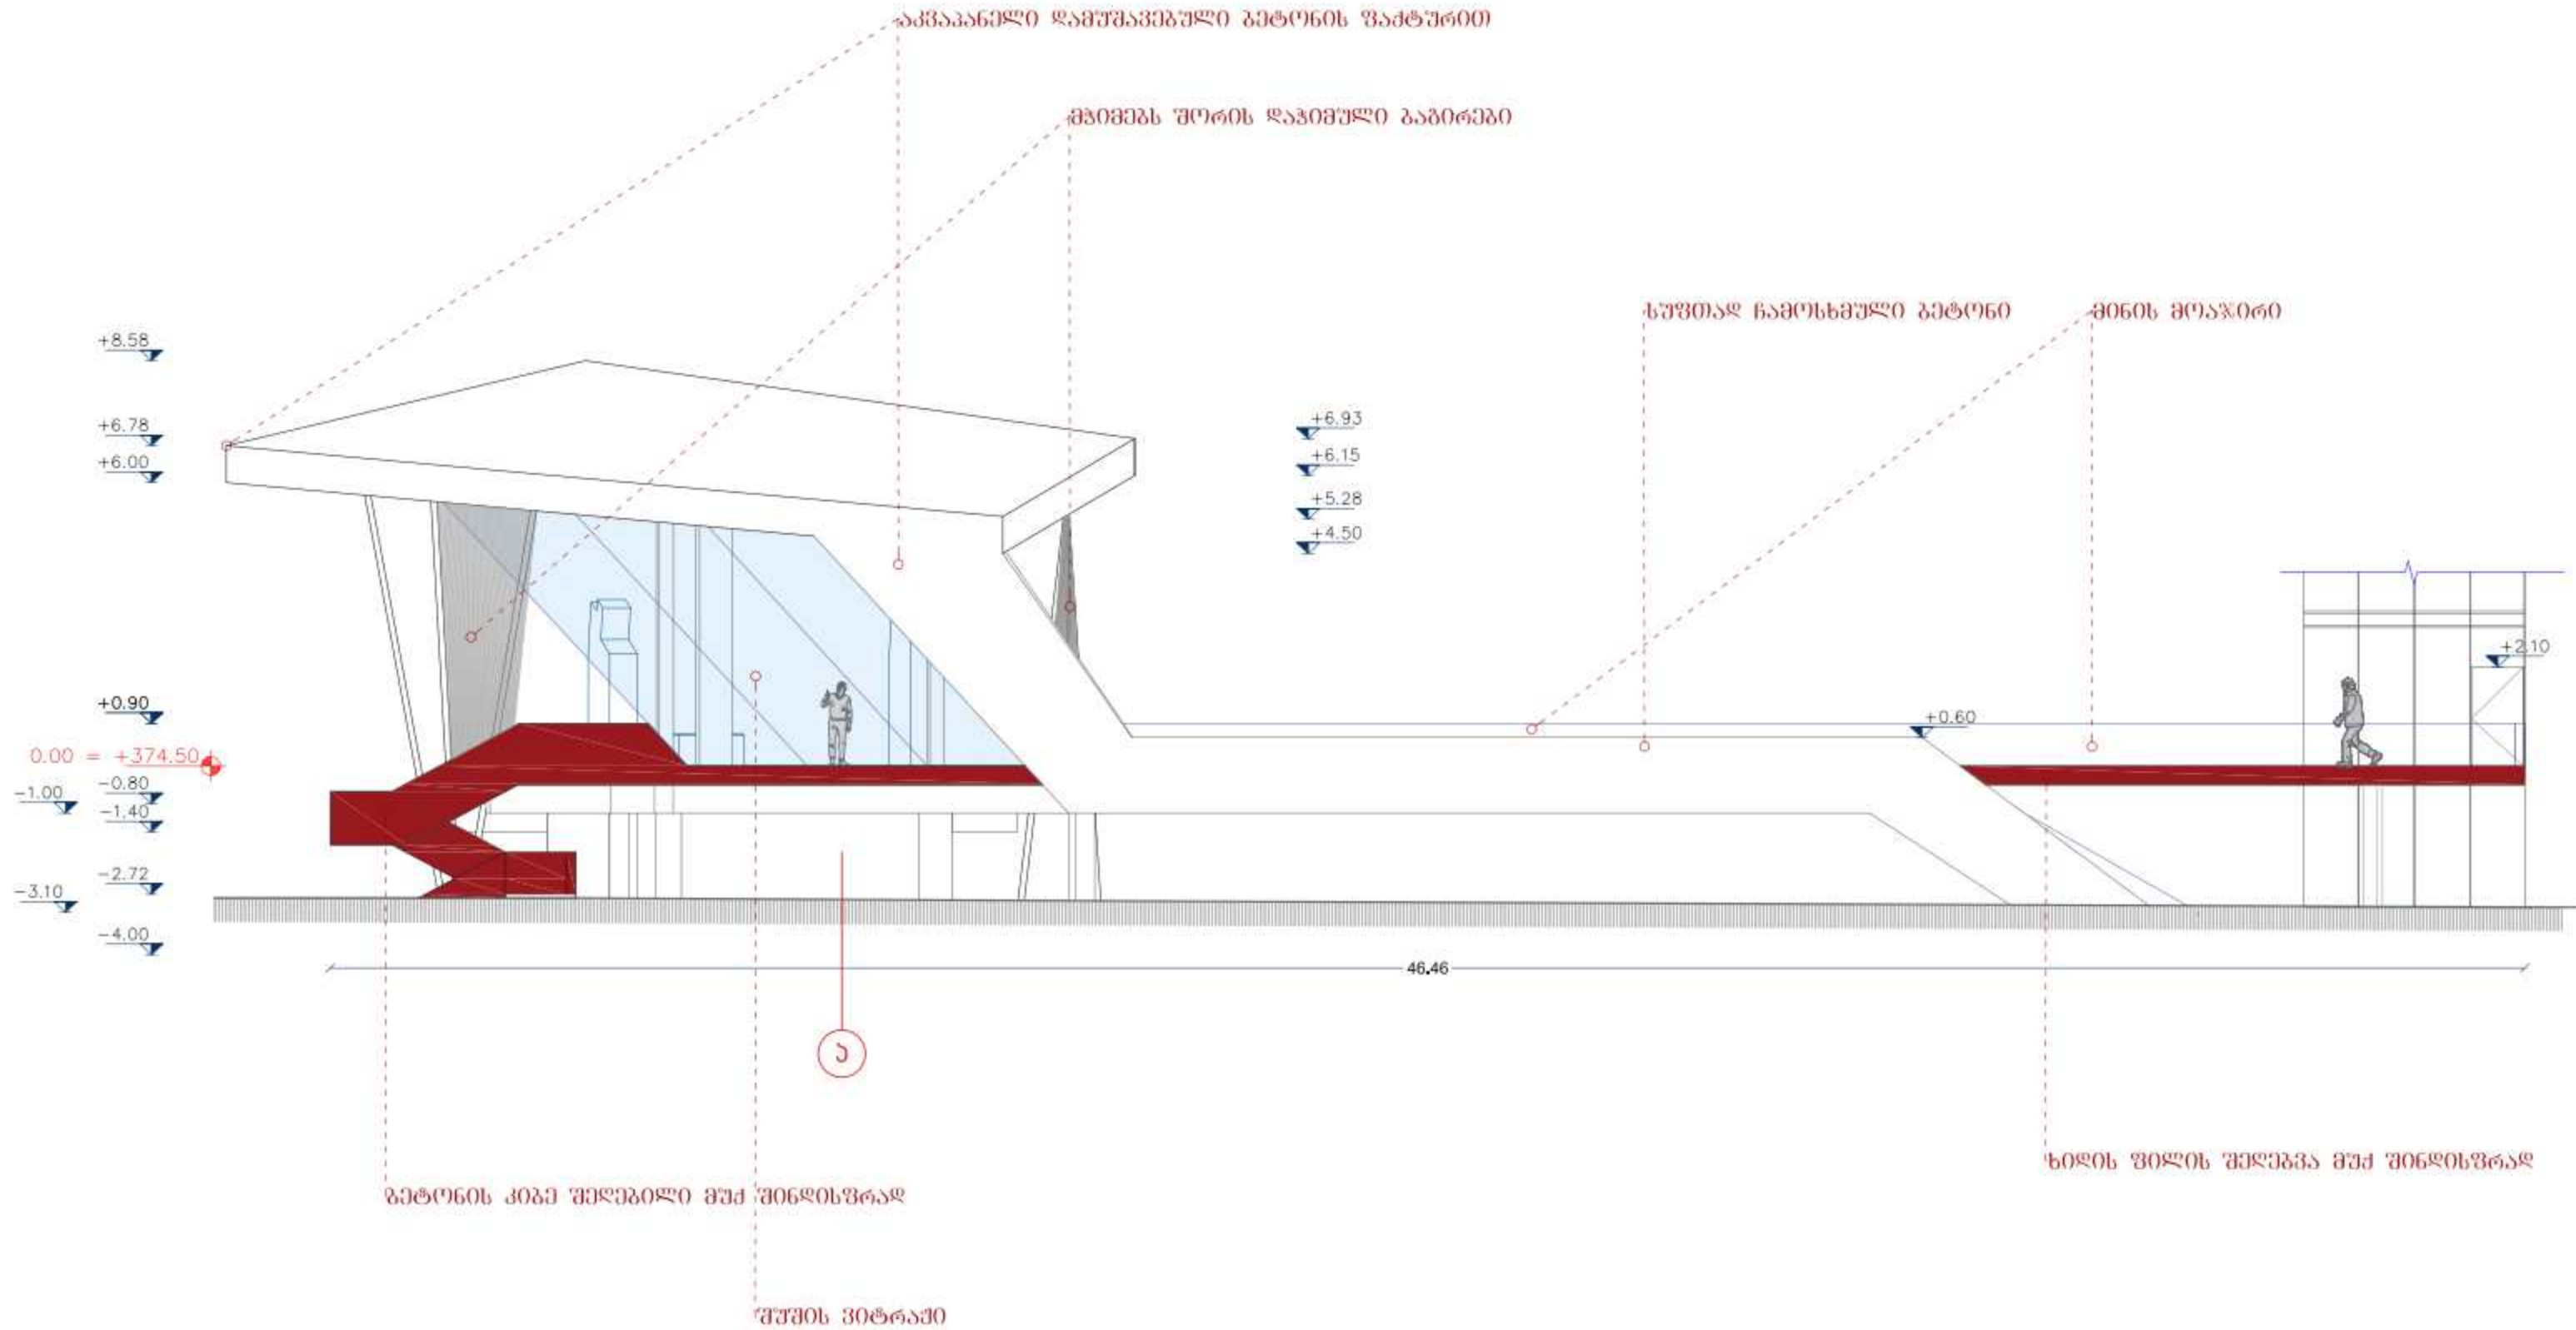 აკვაპანელი დამუშავებული ბეტონის ფაქტურით
მჭიმებს შორის დაჭიმული ბაგირები
სუფთად ჩამოსხმული ბეტონი
მინის მოაჯირი
+8.58
+6.78
+6.00
+6.93
+6.15
+5.28
+4.50
+2.10
+0.90
+0.60
0.00 = +374.50
-0.80
-1.00
-1.40
-2.72
-3.10
-4.00
46.46
ა
ხიდის ფილის შეღებვა მუქ შინდისფრად
ბეტონის კიბე შეღებილი მუქ შინდისფრად
შუშის ვიტრაჟი